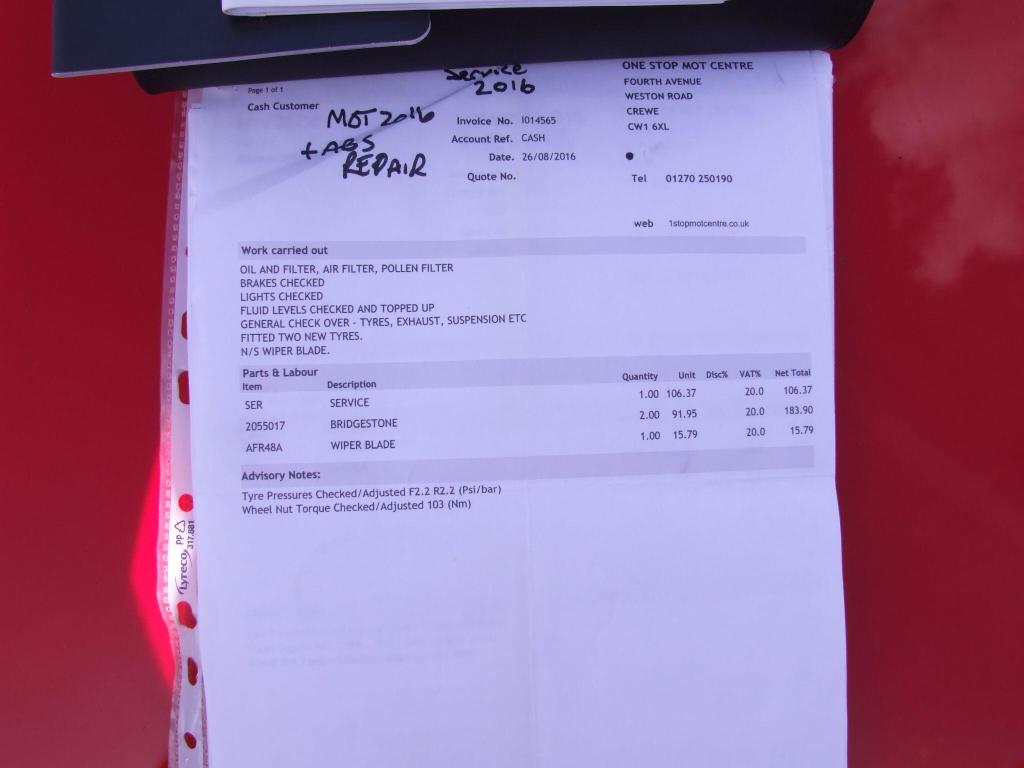 Service
2016
ONE STOP MOT CENTRE
FOURTH AVENUE
WESTON ROAD
CREWE
CW1 6XL
Page 1 of 1
Cash Customer
MOT 2016
+ ABS
REPAIR
Invoice No. I014565
Account Ref. CASH
Date. 26/08/2016
Quote No.
Tel 01270 250190
web 1stopmotcentre.co.uk
Work carried out
OIL AND FILTER, AIR FILTER, POLLEN FILTER
BRAKES CHECKED
LIGHTS CHECKED
FLUID LEVELS CHECKED AND TOPPED UP
GENERAL CHECK OVER - TYRES, EXHAUST, SUSPENSION ETC
FITTED TWO NEW TYRES.
N/S WIPER BLADE.
Parts & Labour
Item Description Quantity Unit Disc% VAT% Net Total
SER SERVICE 1.00 106.37 20.0 106.37
2055017 BRIDGESTONE 2.00 91.95 20.0 183.90
AFR48A WIPER BLADE 1.00 15.79 20.0 15.79
Advisory Notes:
Tyre Pressures Checked/Adjusted F2.2 R2.2 (Psi/bar)
Wheel Nut Torque Checked/Adjusted 103 (Nm)
Lyreco PP
317.881